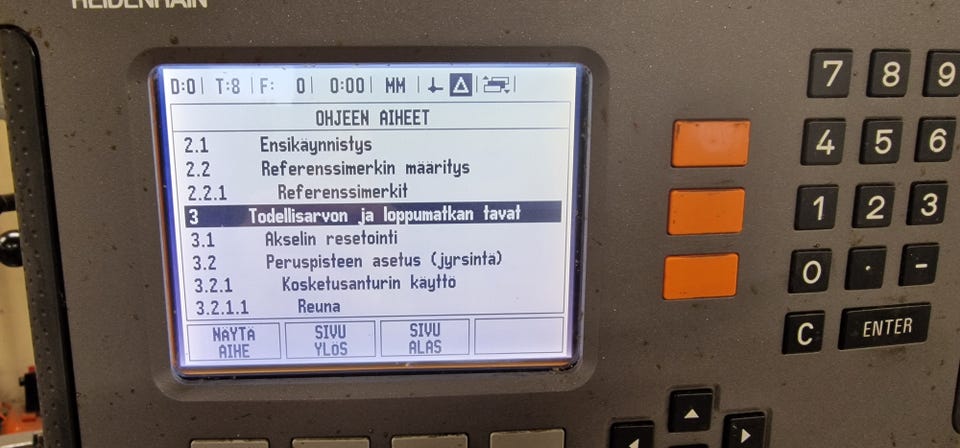 HEIDENHAIN
D:0| T:8 | F: 0| 0:00| MM |
OHJEEN AIHEET
2.1 Ensikäynnistys
2.2 Referenssimerkin määritys
2.2.1 Referenssimerkit
3 Todellisarvon ja loppumatkan tavat
3.1 Akselin resetointi
3.2 Peruspisteen asetus (jyrsintä)
3.2.1 Kosketusanturin käyttö
3.2.1.1 Reuna
NÄYTÄ AIHE
SIVU YLÖS
SIVU ALAS
7 8 9
4 5 6
1 2 3
0 . -
C ENTER